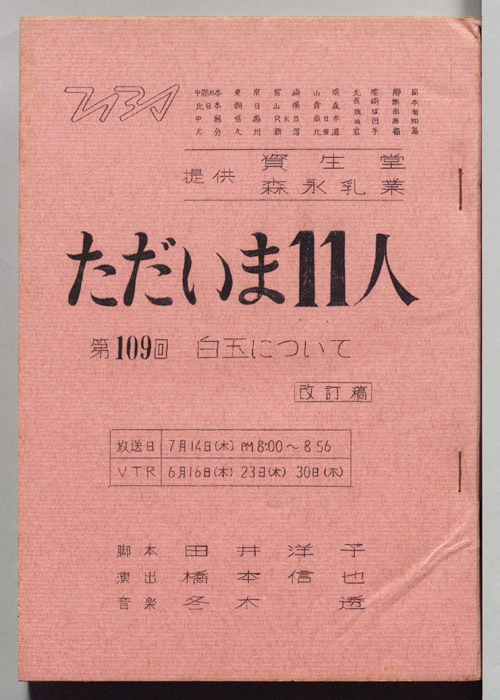 TBS
提供
資生堂
森永乳業
ただいま11人
第109回 白玉について
改訂稿
放送日 7月14日(木) PM 8:00～8 56
VTR 6月16日(木) 23日(木) 30日(木)
脚本 田井洋子
演出 橋本信也
音楽 冬木透